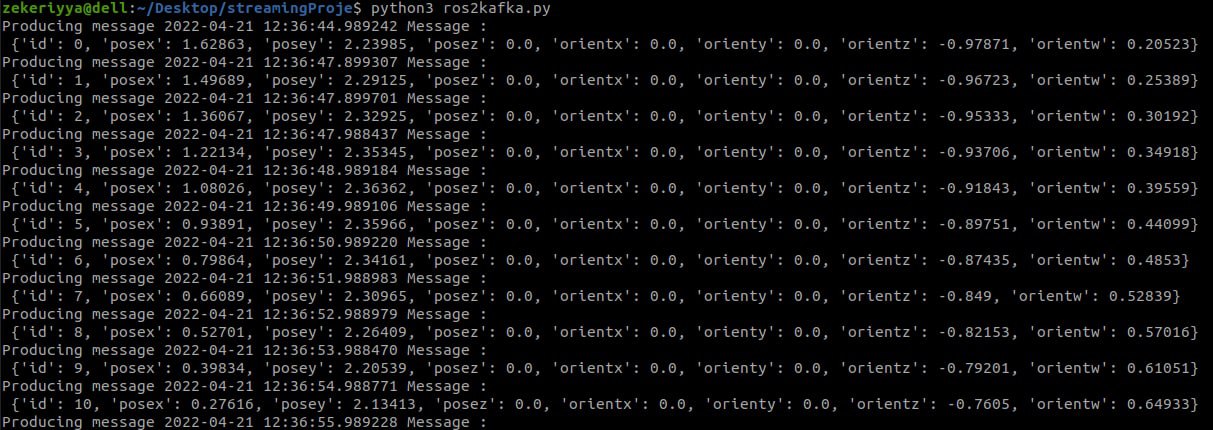 zekeriyya@dell:~/Desktop/streamingProje$ python3 ros2kafka.py
Producing message 2022-04-21 12:36:44.989242 Message :
{'id': 0, 'posex': 1.62863, 'posey': 2.23985, 'posez': 0.0, 'orientx': 0.0, 'orienty': 0.0, 'orientz': -0.97871, 'orientw': 0.20523}
Producing message 2022-04-21 12:36:47.899307 Message :
{'id': 1, 'posex': 1.49689, 'posey': 2.29125, 'posez': 0.0, 'orientx': 0.0, 'orienty': 0.0, 'orientz': -0.96723, 'orientw': 0.25389}
Producing message 2022-04-21 12:36:47.899701 Message :
{'id': 2, 'posex': 1.36067, 'posey': 2.32925, 'posez': 0.0, 'orientx': 0.0, 'orienty': 0.0, 'orientz': -0.95333, 'orientw': 0.30192}
Producing message 2022-04-21 12:36:47.988437 Message :
{'id': 3, 'posex': 1.22134, 'posey': 2.35345, 'posez': 0.0, 'orientx': 0.0, 'orienty': 0.0, 'orientz': -0.93706, 'orientw': 0.34918}
Producing message 2022-04-21 12:36:48.989184 Message :
{'id': 4, 'posex': 1.08026, 'posey': 2.36362, 'posez': 0.0, 'orientx': 0.0, 'orienty': 0.0, 'orientz': -0.91843, 'orientw': 0.39559}
Producing message 2022-04-21 12:36:49.989106 Message :
{'id': 5, 'posex': 0.93891, 'posey': 2.35966, 'posez': 0.0, 'orientx': 0.0, 'orienty': 0.0, 'orientz': -0.89751, 'orientw': 0.44099}
Producing message 2022-04-21 12:36:50.989220 Message :
{'id': 6, 'posex': 0.79864, 'posey': 2.34161, 'posez': 0.0, 'orientx': 0.0, 'orienty': 0.0, 'orientz': -0.87435, 'orientw': 0.4853}
Producing message 2022-04-21 12:36:51.988983 Message :
{'id': 7, 'posex': 0.66089, 'posey': 2.30965, 'posez': 0.0, 'orientx': 0.0, 'orienty': 0.0, 'orientz': -0.849, 'orientw': 0.52839}
Producing message 2022-04-21 12:36:52.988979 Message :
{'id': 8, 'posex': 0.52701, 'posey': 2.26409, 'posez': 0.0, 'orientx': 0.0, 'orienty': 0.0, 'orientz': -0.82153, 'orientw': 0.57016}
Producing message 2022-04-21 12:36:53.988470 Message :
{'id': 9, 'posex': 0.39834, 'posey': 2.20539, 'posez': 0.0, 'orientx': 0.0, 'orienty': 0.0, 'orientz': -0.79201, 'orientw': 0.61051}
Producing message 2022-04-21 12:36:54.988771 Message :
{'id': 10, 'posex': 0.27616, 'posey': 2.13413, 'posez': 0.0, 'orientx': 0.0, 'orienty': 0.0, 'orientz': -0.7605, 'orientw': 0.64933}
Producing message 2022-04-21 12:36:55.989228 Message :